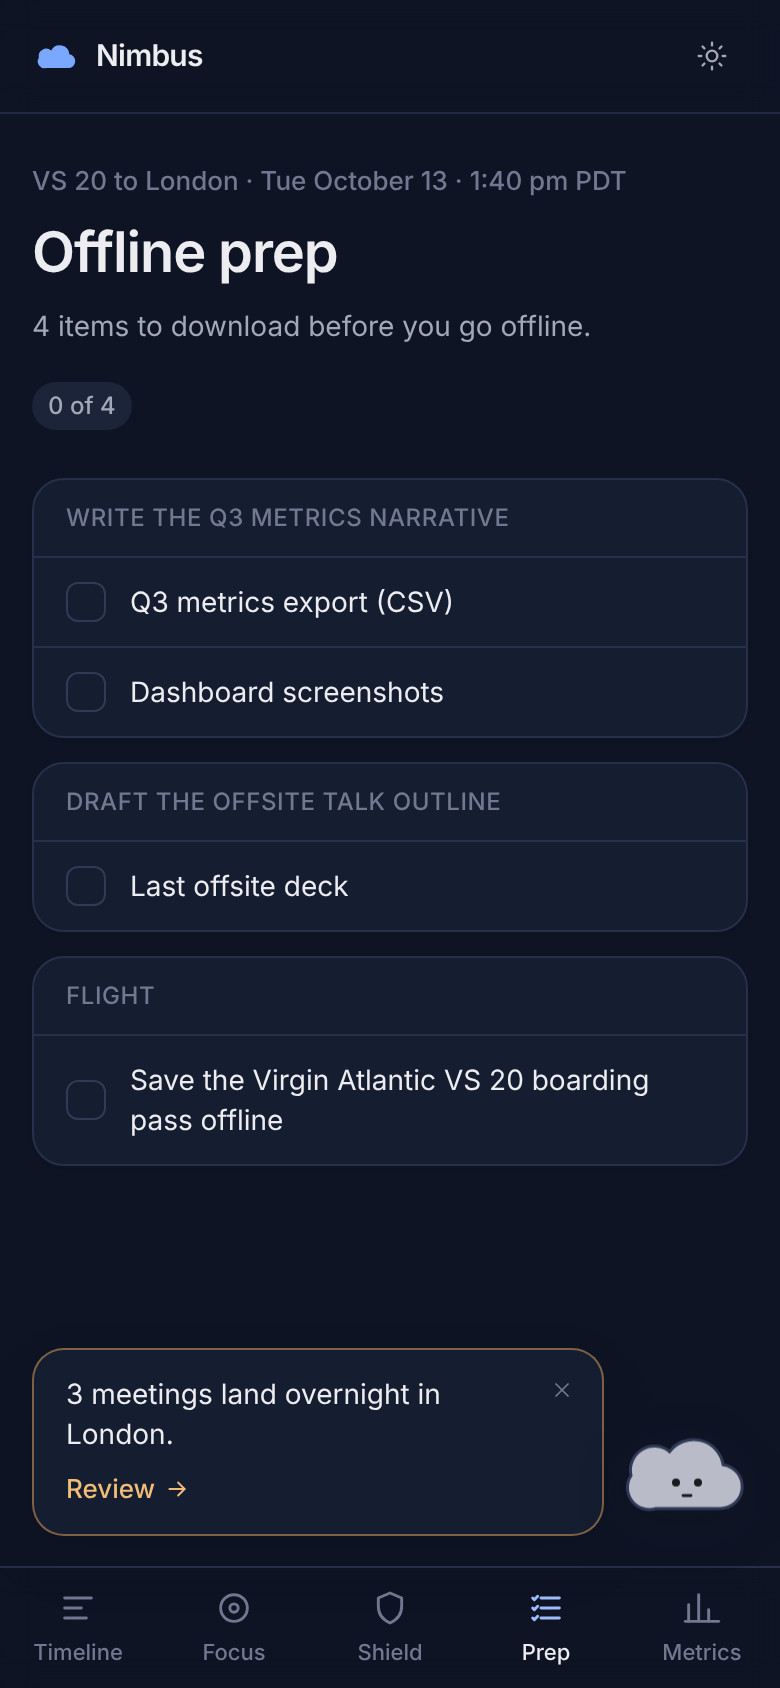 Nimbus
VS 20 to London · Tue October 13 · 1:40 pm PDT
Offline prep
4 items to download before you go offline.
0 of 4
WRITE THE Q3 METRICS NARRATIVE
Q3 metrics export (CSV)
Dashboard screenshots
DRAFT THE OFFSITE TALK OUTLINE
Last offsite deck
FLIGHT
Save the Virgin Atlantic VS 20 boarding
pass offline
3 meetings land overnight in
London.
Review →
Timeline
Focus
Shield
Prep
Metrics